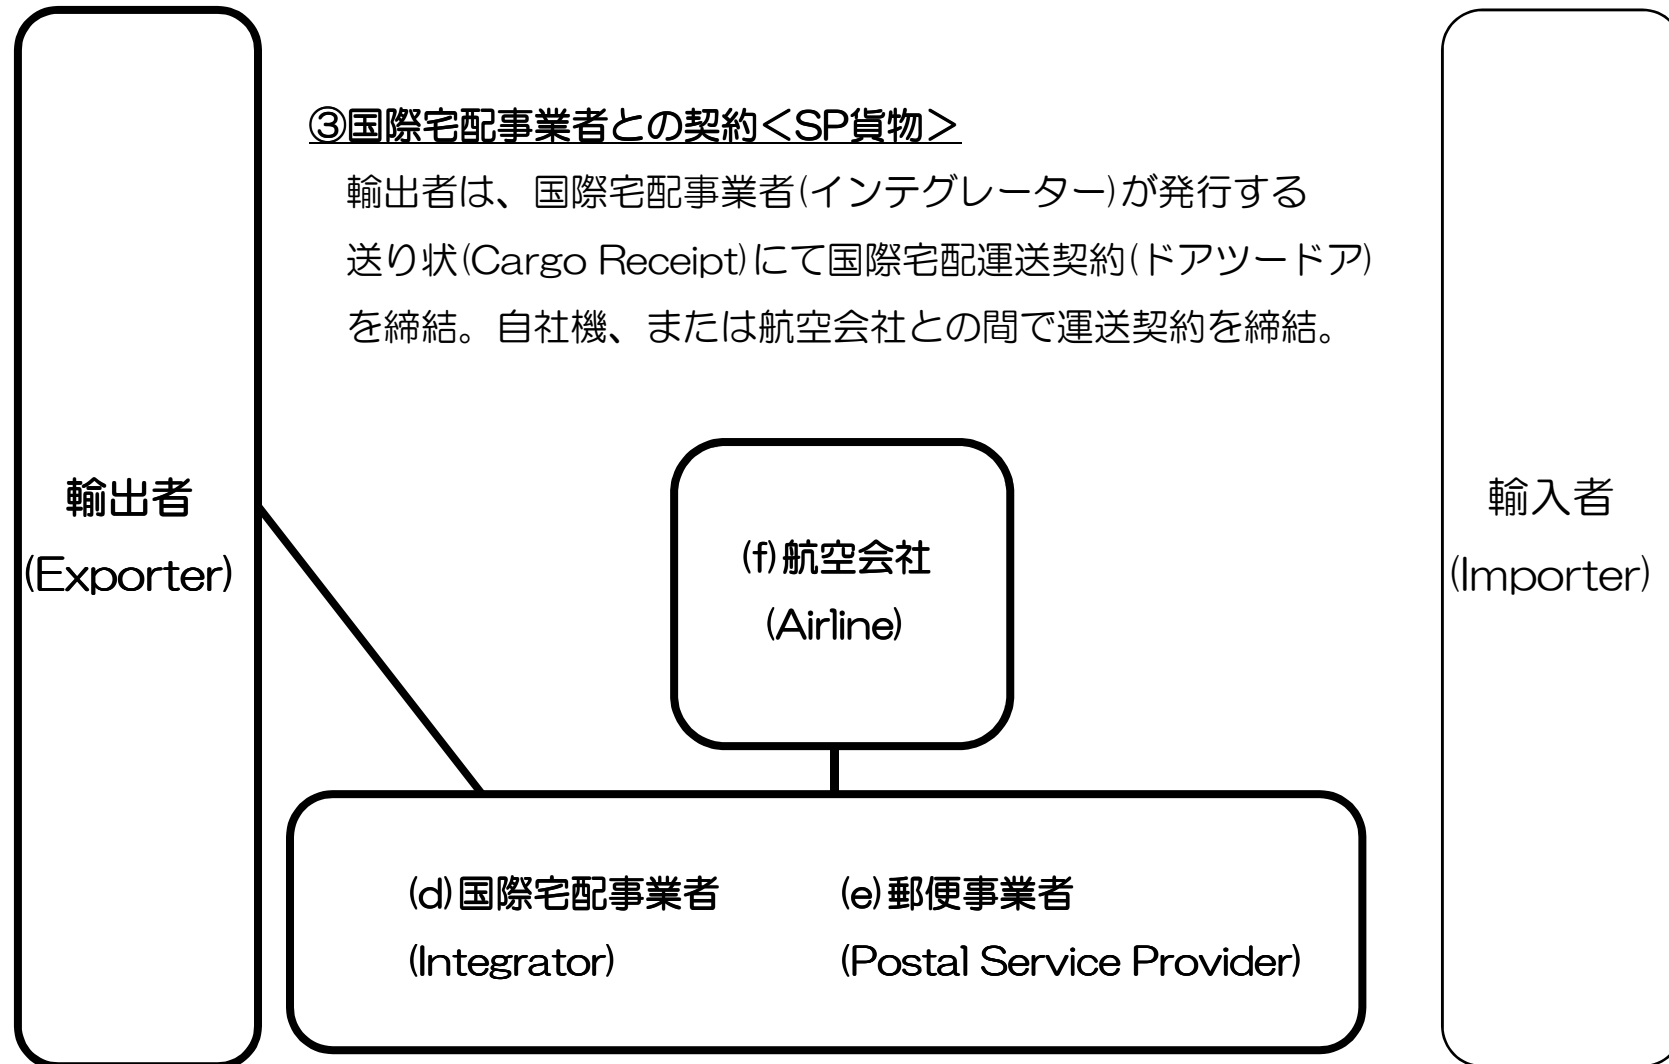 ③国際宅配事業者との契約＜SP貨物＞
輸出者は、国際宅配事業者(インテグレーター)が発行する
送り状(Cargo Receipt)にて国際宅配運送契約(ドアツードア)
を締結。自社機、または航空会社との間で運送契約を締結。
輸出者
(Exporter)
(f)航空会社
(Airline)
輸入者
(Importer)
(d)国際宅配事業者
(Integrator)
(e)郵便事業者
(Postal Service Provider)